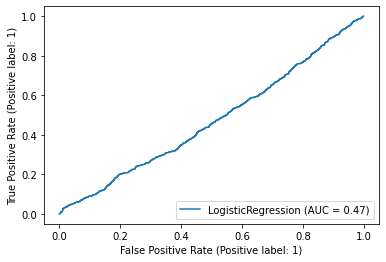 True Positive Rate (Positive label: 1)
1.0
0.8
0.6
0.4
0.2
0.0
LogisticRegression (AUC = 0.47)
0.0 0.2 0.4 0.6 0.8 1.0
False Positive Rate (Positive label: 1)